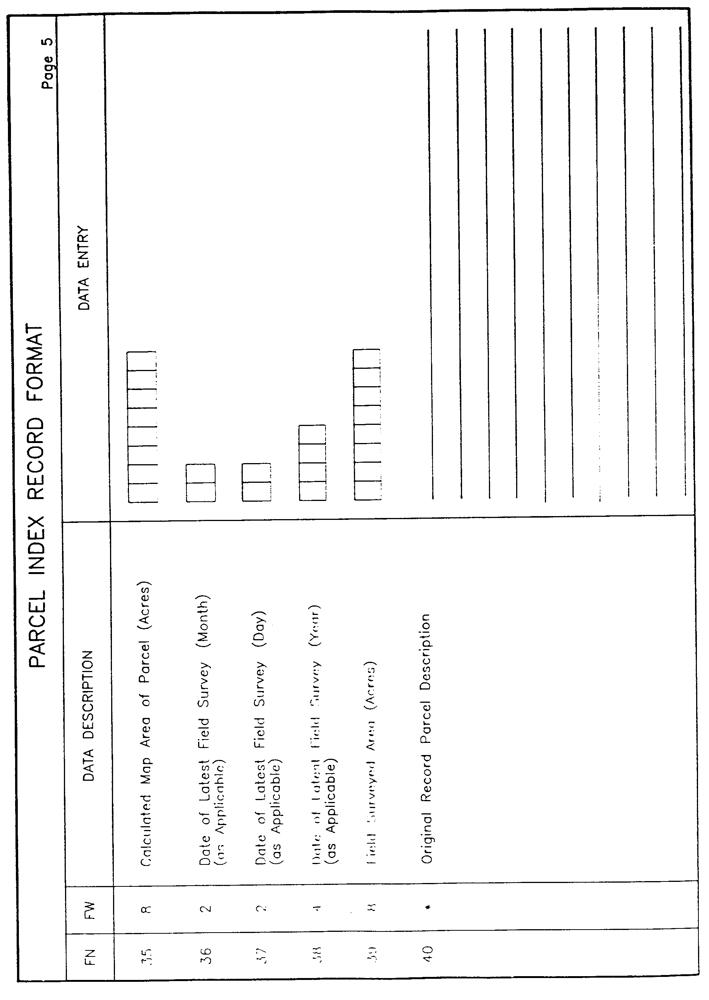 PARCEL INDEX RECORD FORMAT
Page 5
FN FW DATA DESCRIPTION DATA ENTRY
35 8 Calculated Map Area of Parcel (Acres)
36 2 Date of Latest Field Survey (Month)
(as Applicable)
37 2 Date of Latest Field Survey (Day)
(as Applicable)
38 4 Date of Latest Field Survey (Year)
(as Applicable)
39 8 Field Surveyed Area (Acres)
40 * Original Record Parcel Description